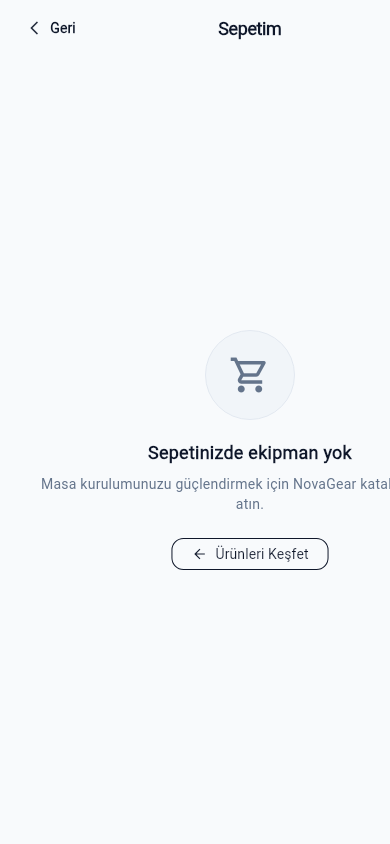 Geri
Sepetim
Sepetinizde ekipman yok
Masa kurulumunuzu güçlendirmek için NovaGear
atın.
Ürünleri Keşfet